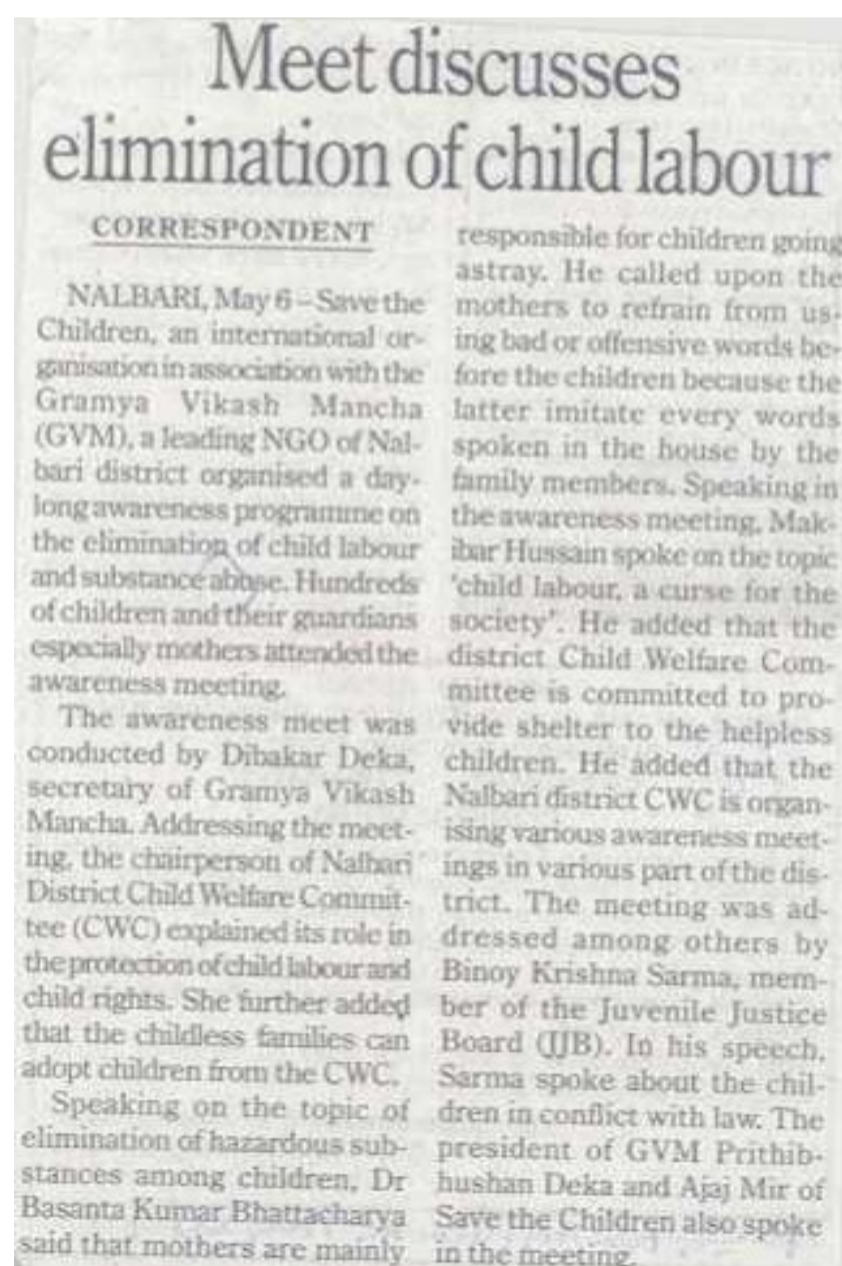 Meet discusses
elimination of child labour
CORRESPONDENT
NALBARI, May 6 – Save the
Children, an international or-
ganisation in association with the
Gramya Vikash Mancha
(GVM), a leading NGO of Nal-
bari district organised a day-
long awareness programme on
the elimination of child labour
and substance abuse. Hundreds
of children and their guardians
especially mothers attended the
awareness meeting.
The awareness meet was
conducted by Dibakar Deka,
secretary of Gramya Vikash
Mancha. Addressing the meet-
ing, the chairperson of Nalbari
District Child Welfare Commit-
tee (CWC) explained its role in
the protection of child labour and
child rights. She further added
that the childless families can
adopt children from the CWC.
Speaking on the topic of
elimination of hazardous sub-
stances among children, Dr
Basanta Kumar Bhattacharya
said that mothers are mainly
responsible for children going
astray. He called upon the
mothers to refrain from us-
ing bad or offensive words be-
fore the children because the
latter imitate every words
spoken in the house by the
family members. Speaking in
the awareness meeting, Mak-
ibar Hussain spoke on the topic
'child labour, a curse for the
society'. He added that the
district Child Welfare Com-
mittee is committed to pro-
vide shelter to the helpless
children. He added that the
Nalbari district CWC is organ-
ising various awareness meet-
ings in various part of the dis-
trict. The meeting was ad-
dressed among others by
Binoy Krishna Sarma, mem-
ber of the Juvenile Justice
Board (JJB). In his speech,
Sarma spoke about the chil-
dren in conflict with law. The
president of GVM Prithib-
hushan Deka and Ajaj Mir of
Save the Children also spoke
in the meeting.